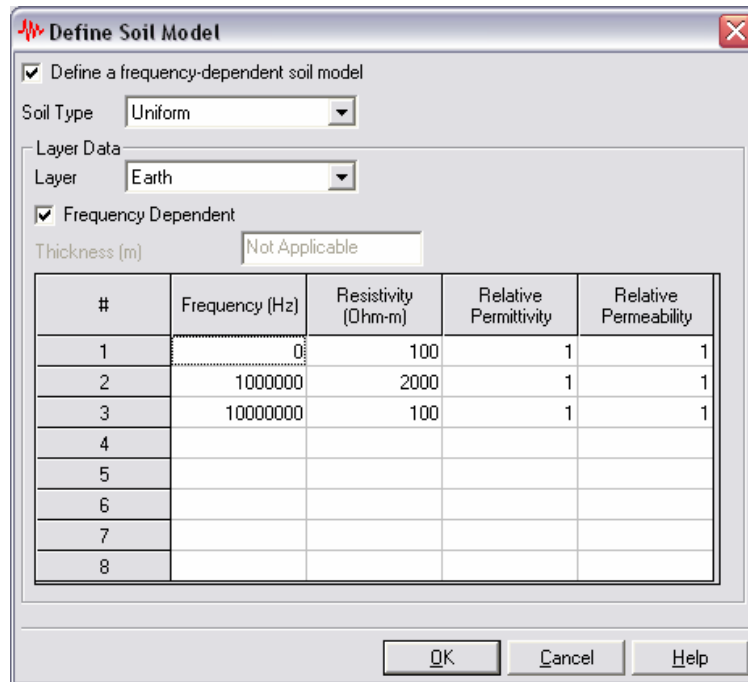 Define Soil Model
Define a frequency-dependent soil model
Soil Type Uniform
Layer Data
Layer Earth
Frequency Dependent
Thickness (m) Not Applicable
# Frequency (Hz) Resistivity (Ohm-m) Relative Permittivity Relative Permeability
1 0 100 1 1
2 1000000 2000 1 1
3 10000000 100 1 1
4
5
6
7
8
OK Cancel Help